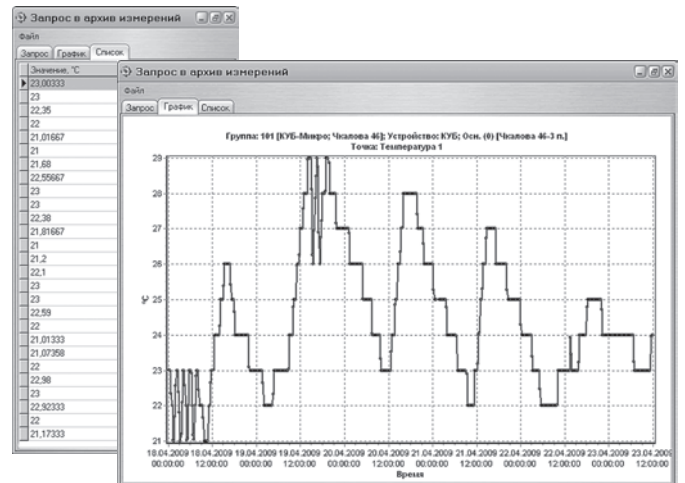 Запрос в архив измерений
Файл
Запрос График Список
Значение, °C
23,00333
23
22,35
22
21,01667
21
21,68
22,55667
23
23
22,38
21,81667
21
21,2
22,1
23
23
22,59
22
21,01333
21,07358
22
22,98
23
22,92333
22
21,17333
Запрос в архив измерений
Файл
Запрос График Список
Группа: 101 [КУБ-Микро; Чкалова 46]; Устройство: КУБ; Осн. (0) [Чкалова 46-3 п.]
Точка: Температура 1
°C
29
28
27
26
25
24
23
22
21
18.04.2009 18.04.2009 19.04.2009 19.04.2009 20.04.2009 20.04.2009 21.04.2009 21.04.2009 22.04.2009 22.04.2009 23.04.2009 23.04.2009
00:00:00 12:00:00 00:00:00 12:00:00 00:00:00 12:00:00 00:00:00 12:00:00 00:00:00 12:00:00 00:00:00 12:00:00
Время